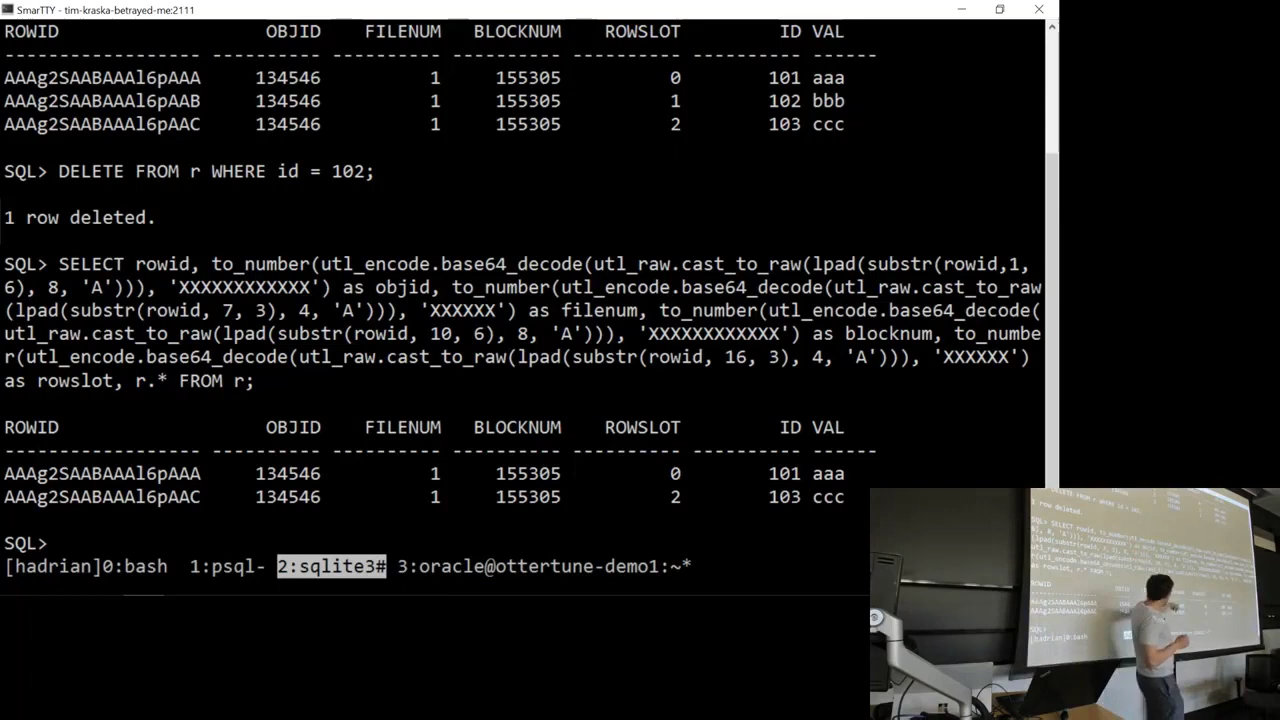 SmarTTY - tim-kraska-betrayed-me:2111
ROWID OBJID FILENUM BLOCKNUM ROWSLOT ID VAL
------------------ ---------- ---------- ---------- ---------- ---------- ------
AAAg2SAABAAAl6pAAA 134546 1 155305 0 101 aaa
AAAg2SAABAAAl6pAAB 134546 1 155305 1 102 bbb
AAAg2SAABAAAl6pAAC 134546 1 155305 2 103 ccc
SQL> DELETE FROM r WHERE id = 102;
1 row deleted.
SQL> SELECT rowid, to_number(utl_encode.base64_decode(utl_raw.cast_to_raw(lpad(substr(rowid,1,
6), 8, 'A'))), 'XXXXXXXXXXXX') as objid, to_number(utl_encode.base64_decode(utl_raw.cast_to_raw
(lpad(substr(rowid, 7, 3), 4, 'A'))), 'XXXXXX') as filenum, to_number(utl_encode.base64_decode(
utl_raw.cast_to_raw(lpad(substr(rowid, 10, 6), 8, 'A'))), 'XXXXXXXXXXXX') as blocknum, to_numbe
r(utl_encode.base64_decode(utl_raw.cast_to_raw(lpad(substr(rowid, 16, 3), 4, 'A'))), 'XXXXXX')
as rowslot, r.* FROM r;
ROWID OBJID FILENUM BLOCKNUM ROWSLOT ID VAL
------------------ ---------- ---------- ---------- ---------- ---------- ------
AAAg2SAABAAAl6pAAA 134546 1 155305 0 101 aaa
AAAg2SAABAAAl6pAAC 134546 1 155305 2 103 ccc
SQL>
[hadrian]0:bash 1:psql- 2:sqlite3# 3:oracle@ottertune-demo1:~*